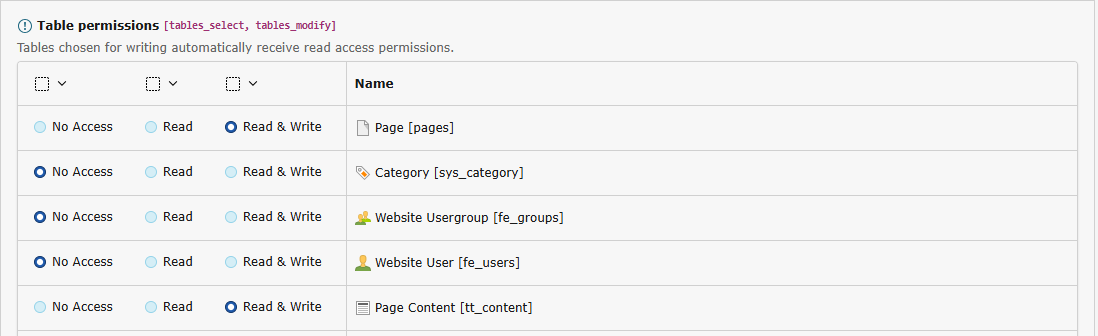 Table permissions [tables_select, tables_modify]
Tables chosen for writing automatically receive read access permissions.
Name
No Access Read Read & Write Page [pages]
No Access Read Read & Write Category [sys_category]
No Access Read Read & Write Website Usergroup [fe_groups]
No Access Read Read & Write Website User [fe_users]
No Access Read Read & Write Page Content [tt_content]